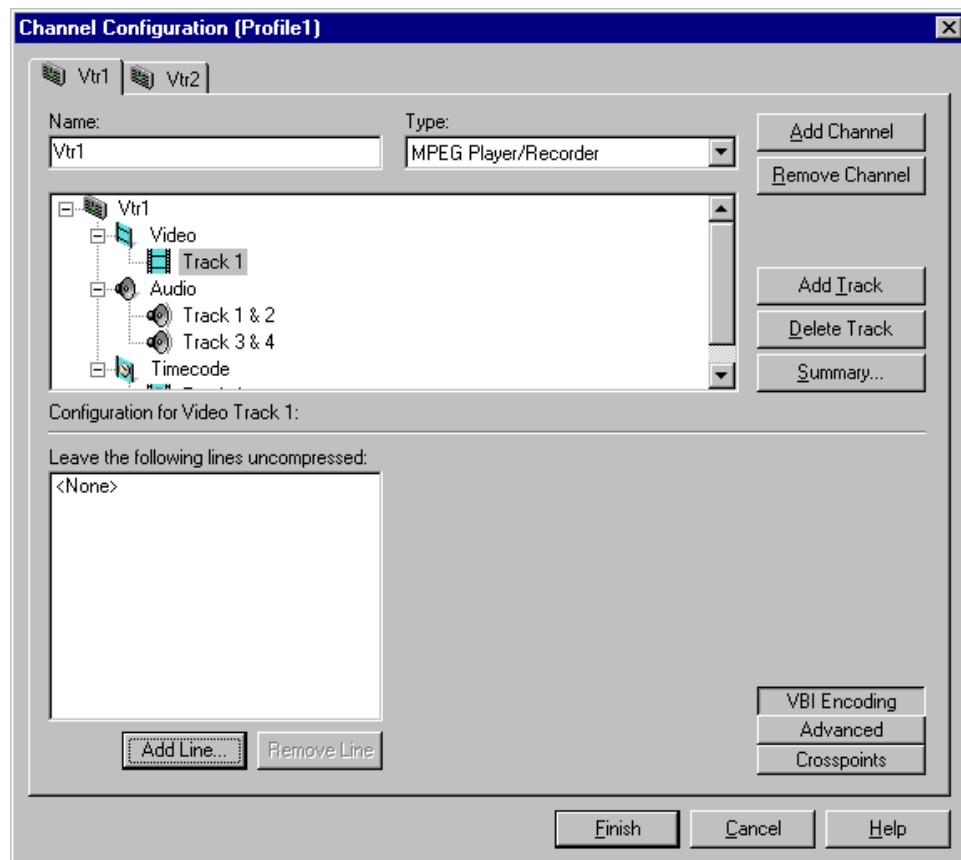 Channel Configuration (Profile1)
Vtr1
Vtr2
Name:
Type:
Vtr1
MPEG Player/Recorder
Add Channel
Remove Channel
Vtr1
Video
Track 1
Audio
Track 1 & 2
Track 3 & 4
Timecode
Add Track
Delete Track
Summary...
Configuration for Video Track 1:
Leave the following lines uncompressed:
<None>
Add Line...
Remove Line
VBI Encoding
Advanced
Crosspoints
Finish
Cancel
Help